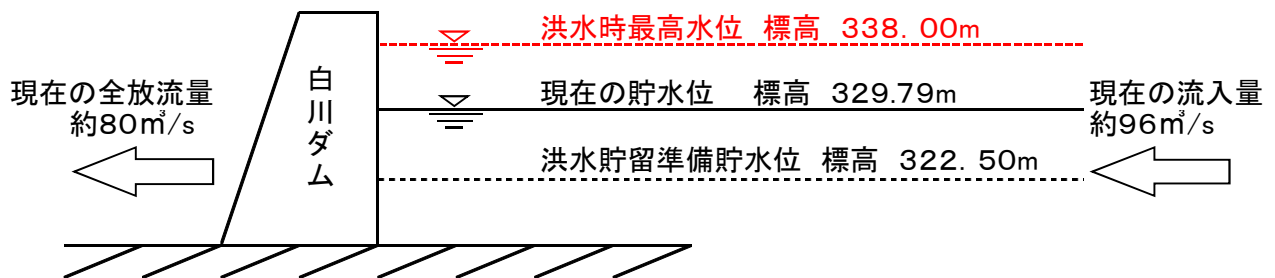 洪水時最高水位 標高 338.00m
現在の全放流量
約80㎥/s
白川ダム
現在の貯水位 標高 329.79m
現在の流入量
約96㎥/s
洪水貯留準備貯水位 標高 322.50m